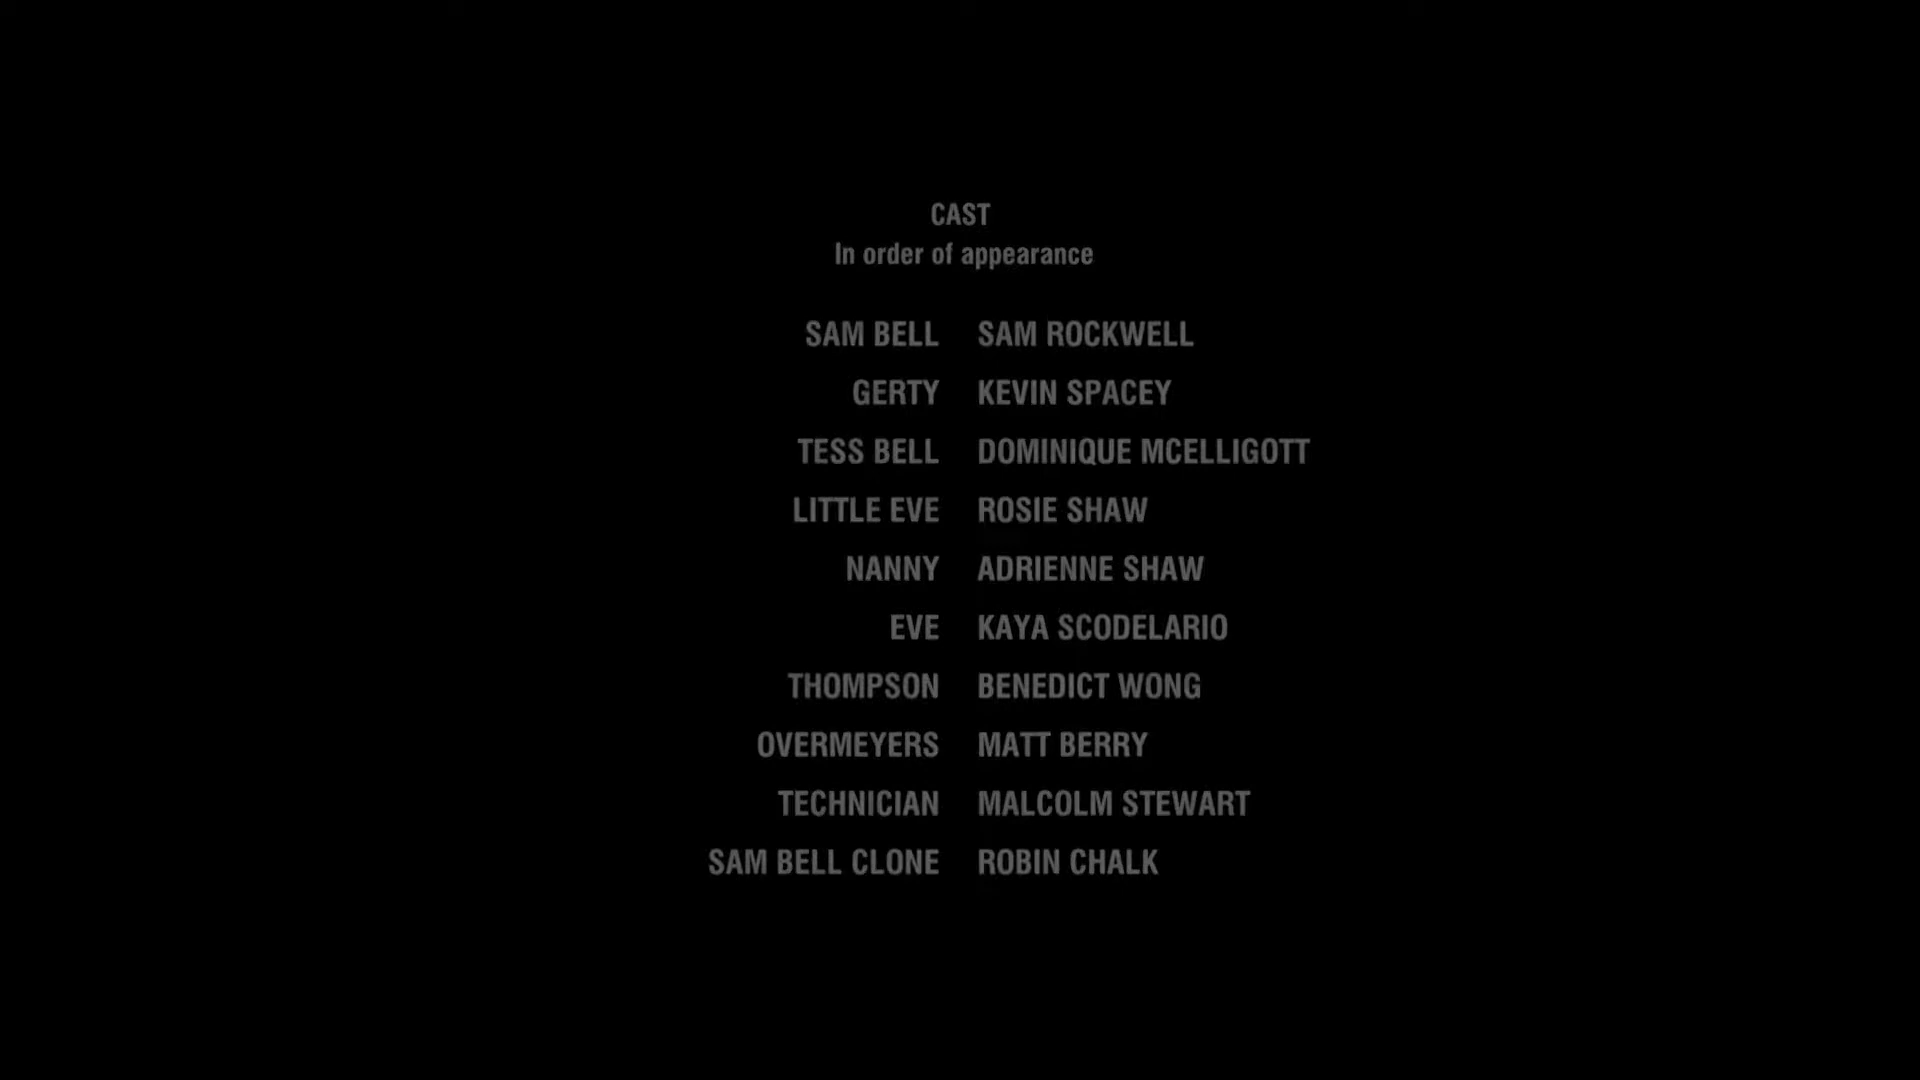 CAST
In order of appearance
SAM BELL SAM ROCKWELL
GERTY KEVIN SPACEY
TESS BELL DOMINIQUE MCELLIGOTT
LITTLE EVE ROSIE SHAW
NANNY ADRIENNE SHAW
EVE KAYA SCODELARIO
THOMPSON BENEDICT WONG
OVERMEYERS MATT BERRY
TECHNICIAN MALCOLM STEWART
SAM BELL CLONE ROBIN CHALK